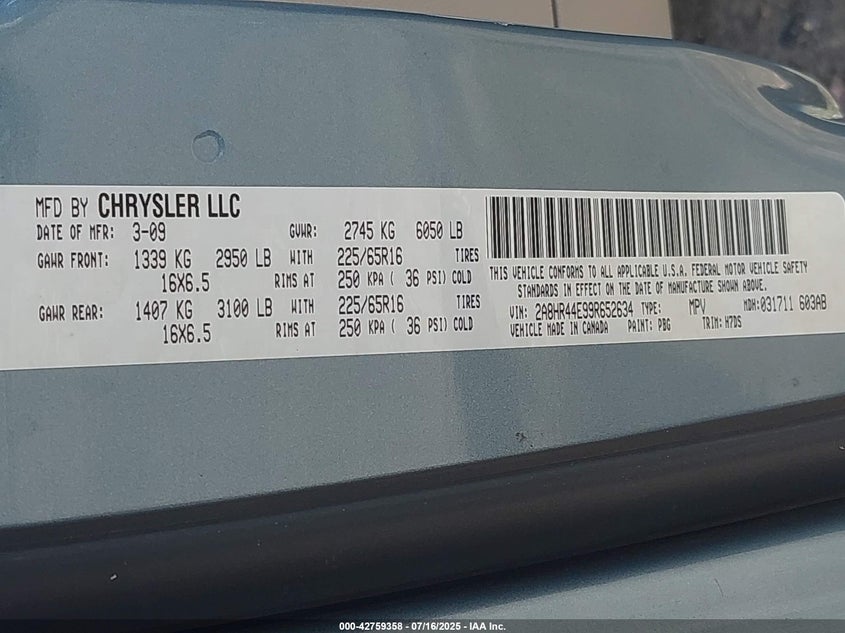 MFD BY CHRYSLER LLC
DATE OF MFR: 3-09 GVWR: 2745 KG 6050 LB
GAWR FRONT: 1339 KG 2950 LB WITH 225/65R16 TIRES
16X6.5 RIMS AT 250 KPA ( 36 PSI) COLD
GAWR REAR: 1407 KG 3100 LB WITH 225/65R16 TIRES
16X6.5 RIMS AT 250 KPA ( 36 PSI) COLD
THIS VEHICLE CONFORMS TO ALL APPLICABLE U.S.A. FEDERAL MOTOR VEHICLE SAFETY
STANDARDS IN EFFECT ON THE DATE OF MANUFACTURE SHOWN ABOVE.
VIN: 2A8HR44E99R652634 TYPE: MPV MDH: 031711 603AB
VEHICLE MADE IN CANADA PAINT: PBG TRIM: H7DS
000-42759358 - 07/16/2025 - IAA Inc.